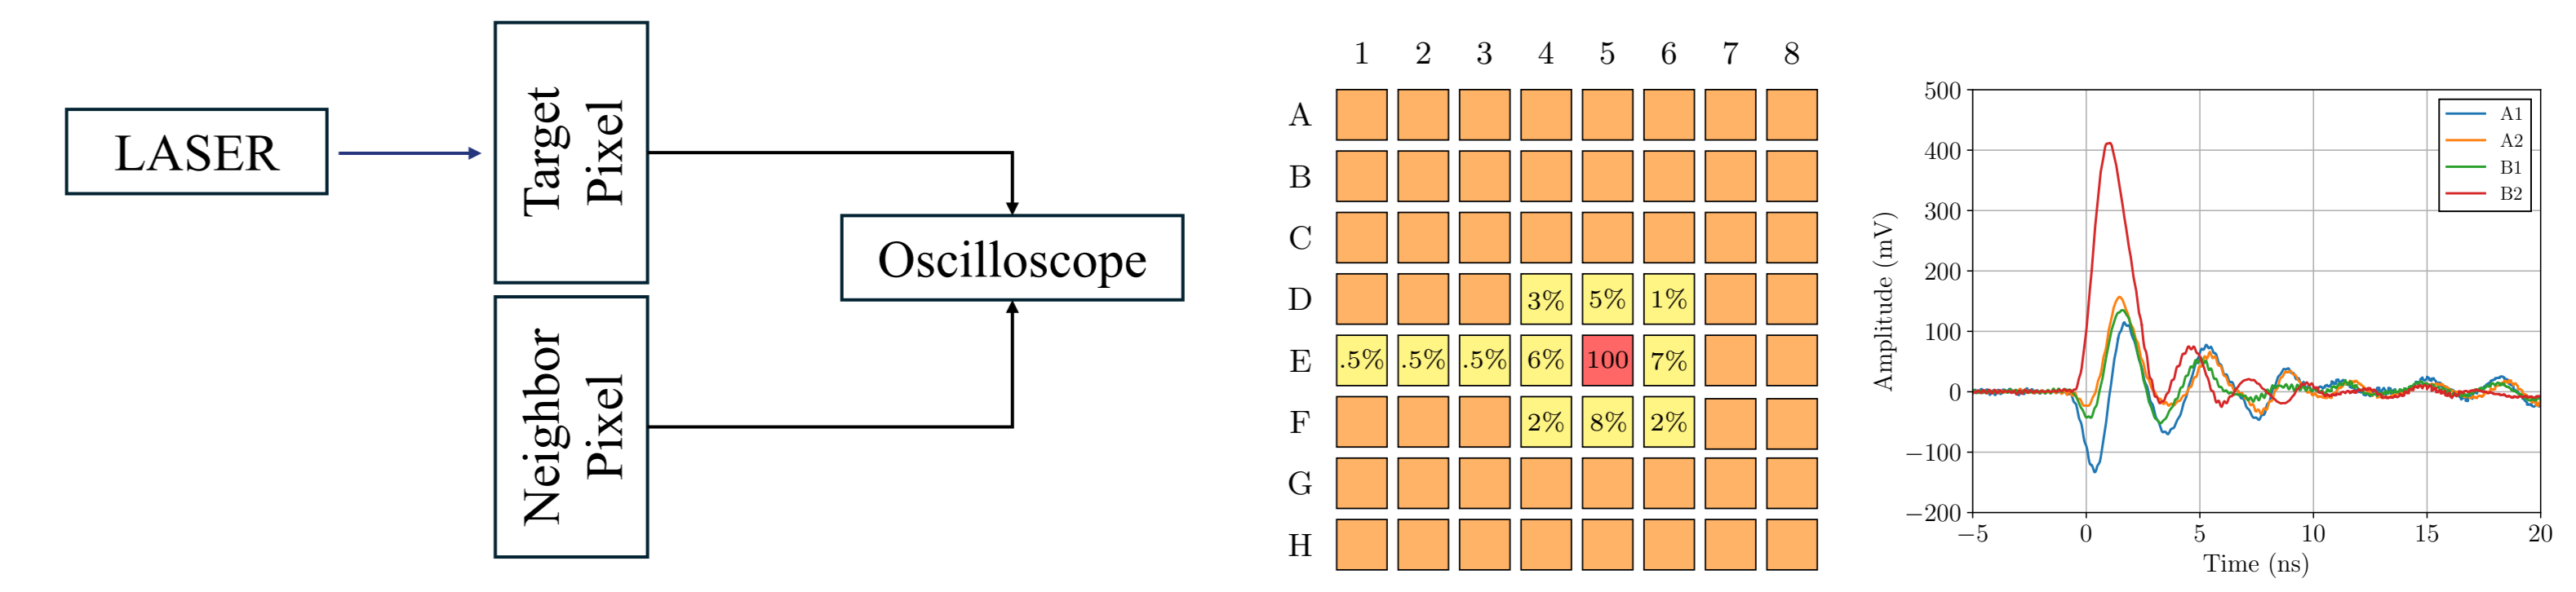 LASER
Target
Pixel
Neighbor
Pixel
Oscilloscope
1 2 3 4 5 6 7 8
A
B
C
D 3% 5% 1%
E .5% .5% .5% 6% 100 7%
F 2% 8% 2%
G
H
500
400
300
200
100
0
−100
−200
−5 0 5 10 15 20
Amplitude (mV)
Time (ns)
A1
A2
B1
B2